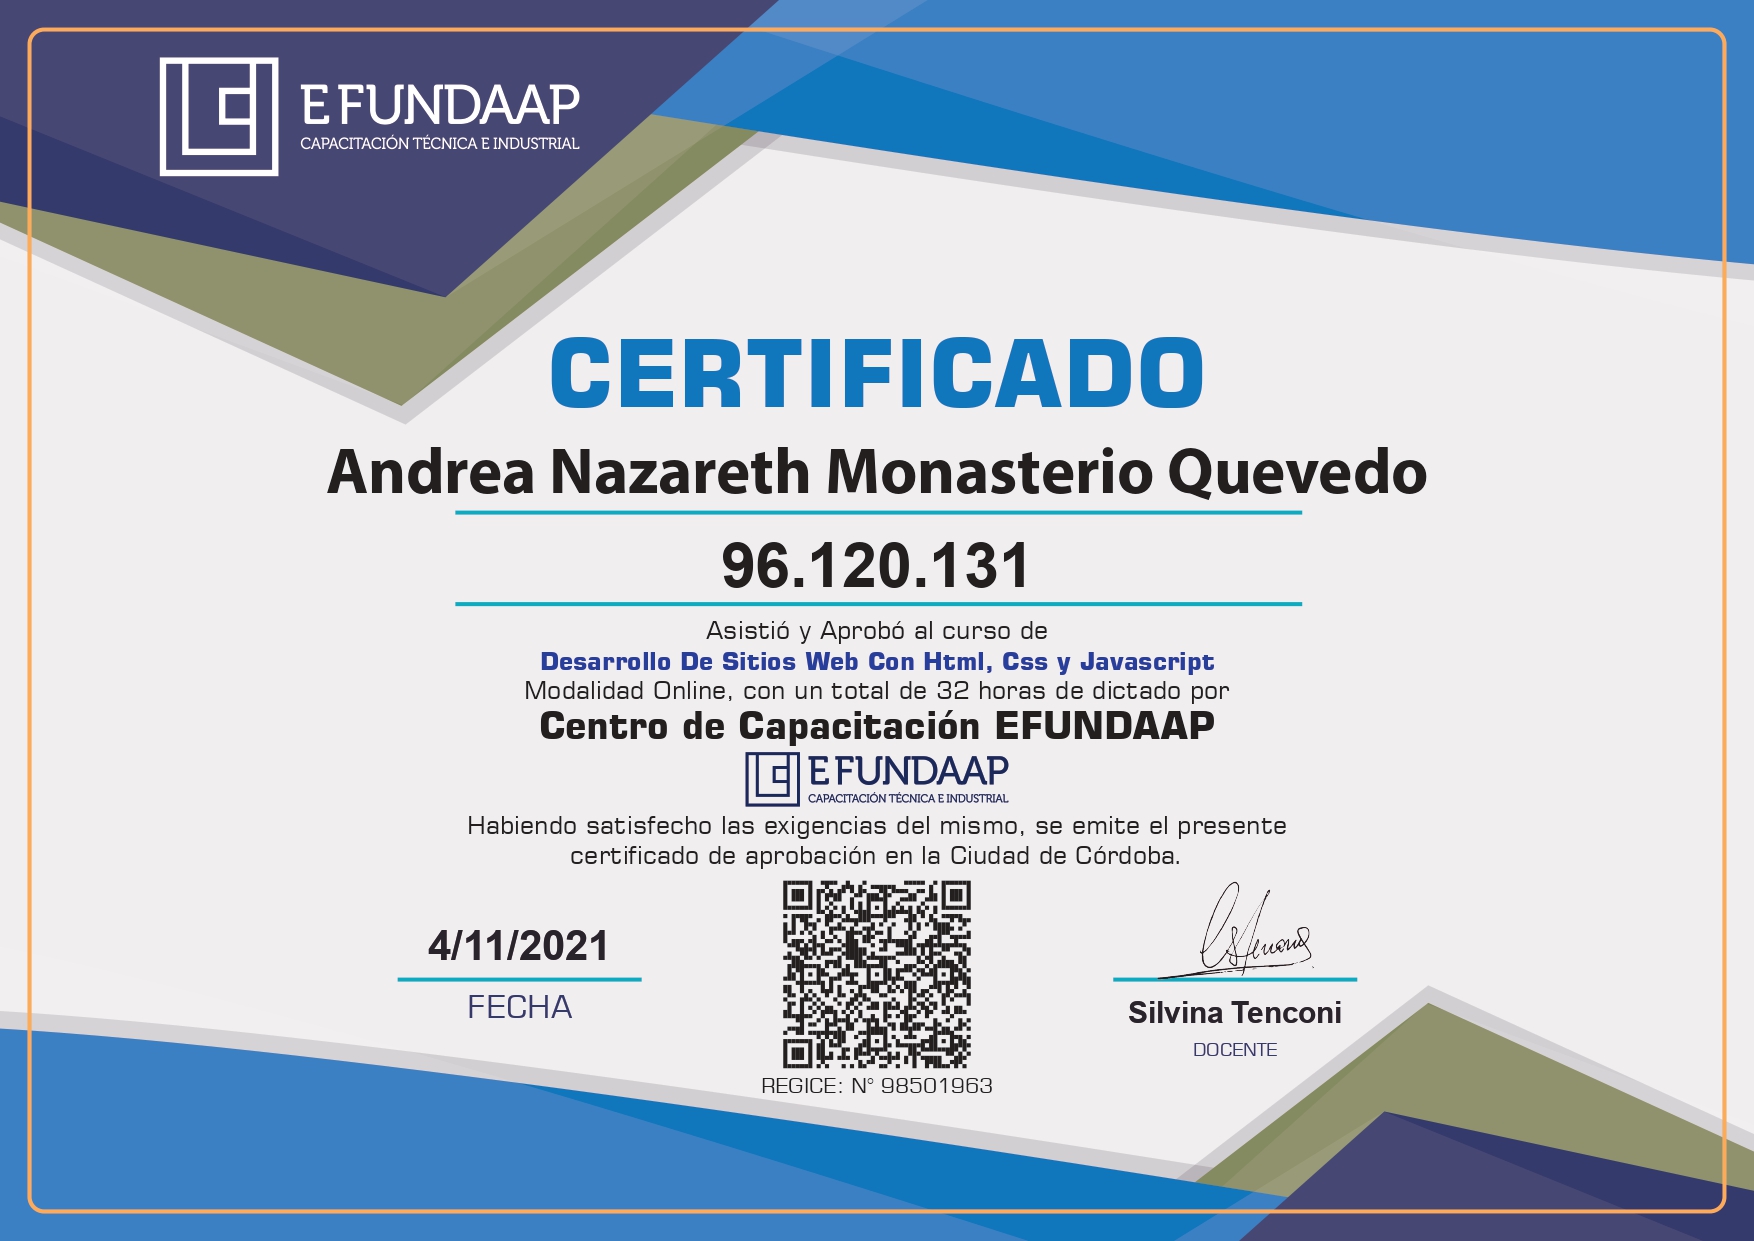 EFUNDAAP
CAPACITACIÓN TÉCNICA E INDUSTRIAL
CERTIFICADO
Andrea Nazareth Monasterio Quevedo
96.120.131
Asistió y Aprobó al curso de
Desarrollo De Sitios Web Con Html, Css y Javascript
Modalidad Online, con un total de 32 horas de dictado por
Centro de Capacitación EFUNDAAP
EFUNDAAP
CAPACITACIÓN TÉCNICA E INDUSTRIAL
Habiendo satisfecho las exigencias del mismo, se emite el presente
certificado de aprobación en la Ciudad de Córdoba.
4/11/2021
FECHA
REGICE: N° 98501963
Silvina Tenconi
DOCENTE